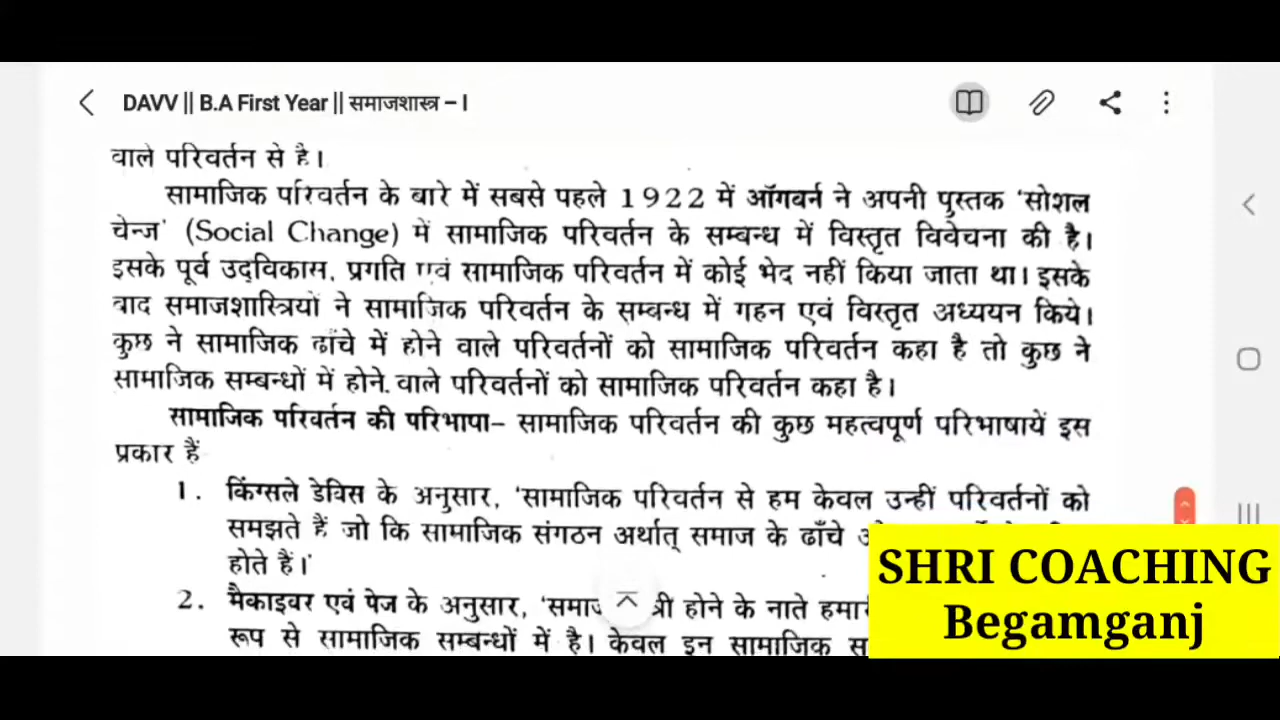 DAVV || B.A First Year || समाजशास्त्र – I
वाले परिवर्तन से है।
सामाजिक परिवर्तन के बारे में सबसे पहले 1922 में ऑगबर्न ने अपनी पुस्तक 'सोशल
चेन्ज' (Social Change) में सामाजिक परिवर्तन के सम्बन्ध में विस्तृत विवेचना की है।
इसके पूर्व उद्‌विकास, प्रगति एवं सामाजिक परिवर्तन में कोई भेद नहीं किया जाता था। इसके
बाद समाजशास्त्रियों ने सामाजिक परिवर्तन के सम्बन्ध में गहन एवं विस्तृत अध्ययन किये।
कुछ ने सामाजिक ढांचे में होने वाले परिवर्तनों को सामाजिक परिवर्तन कहा है तो कुछ ने
सामाजिक सम्बन्धों में होने वाले परिवर्तनों को सामाजिक परिवर्तन कहा है।
सामाजिक परिवर्तन की परिभाषा– सामाजिक परिवर्तन की कुछ महत्वपूर्ण परिभाषायें इस
प्रकार हैं
1. किंग्सले डेविस के अनुसार, 'सामाजिक परिवर्तन से हम केवल उन्हीं परिवर्तनों को
समझते हैं जो कि सामाजिक संगठन अर्थात् समाज के ढाँचे
होते हैं।'
2. मैकाइवर एवं पेज के अनुसार, होने के नाते
रूप से सामाजिक सम्बन्धों में है। केवल इन सामाजिक
SHRI COACHING
Begamganj